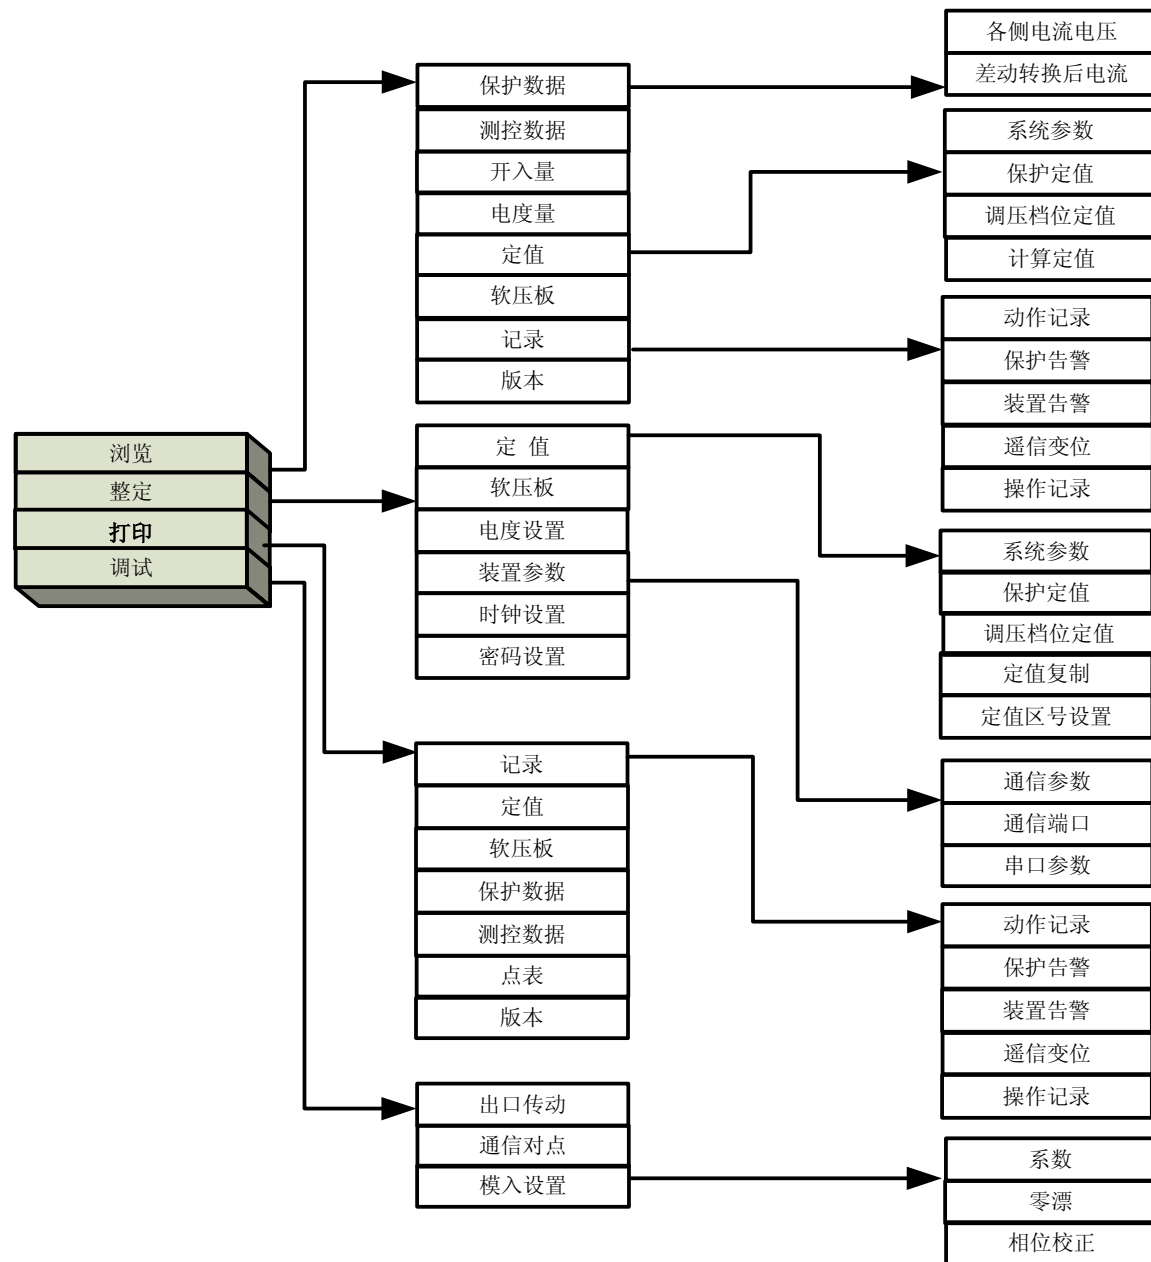 浏览
整定
打印
调试
保护数据
测控数据
开入量
电度量
定值
软压板
记录
版本
定 值
软压板
电度设置
装置参数
时钟设置
密码设置
记录
定值
软压板
保护数据
测控数据
点表
版本
出口传动
通信对点
模入设置
各侧电流电压
差动转换后电流
系统参数
保护定值
调压档位定值
计算定值
动作记录
保护告警
装置告警
遥信变位
操作记录
系统参数
保护定值
调压档位定值
定值复制
定值区号设置
通信参数
通信端口
串口参数
动作记录
保护告警
装置告警
遥信变位
操作记录
系数
零漂
相位校正